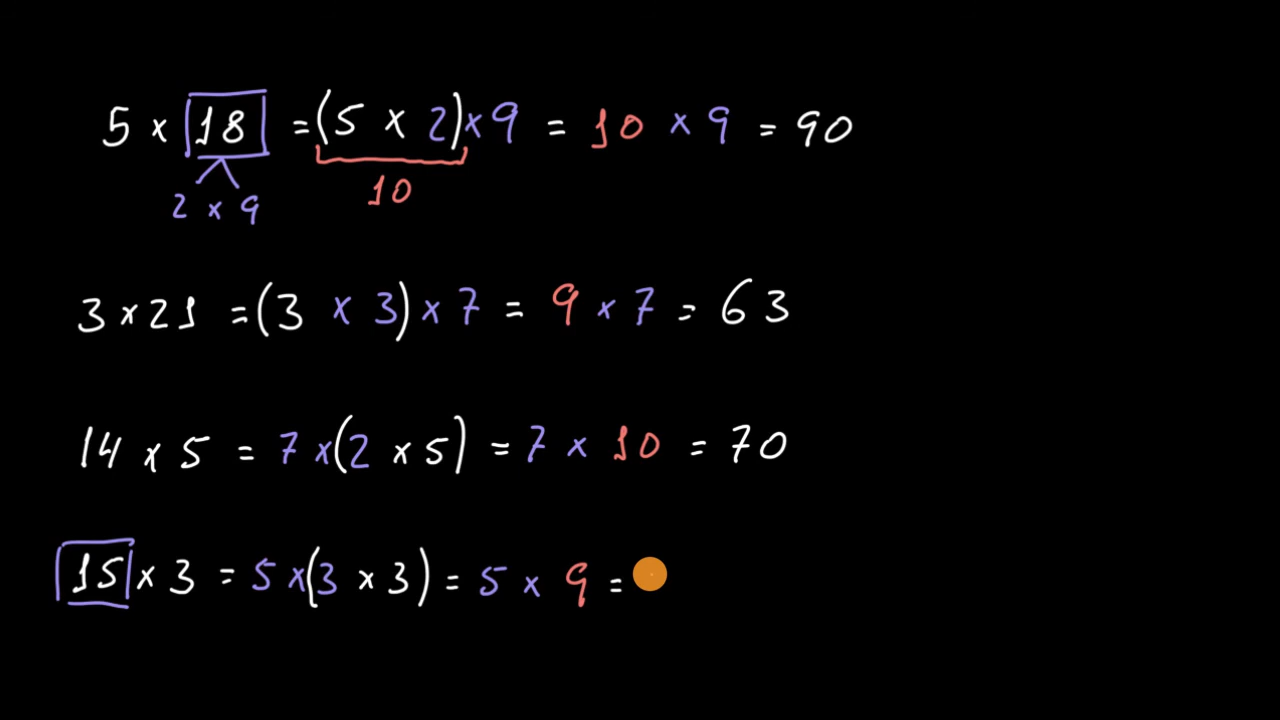 5 × 18 = (5 × 2) × 9 = 10 × 9 = 90
2 × 9
10
3 × 21 = (3 × 3) × 7 = 9 × 7 = 63
14 × 5 = 7 × (2 × 5) = 7 × 10 = 70
15 × 3 = 5 × (3 × 3) = 5 × 9 =